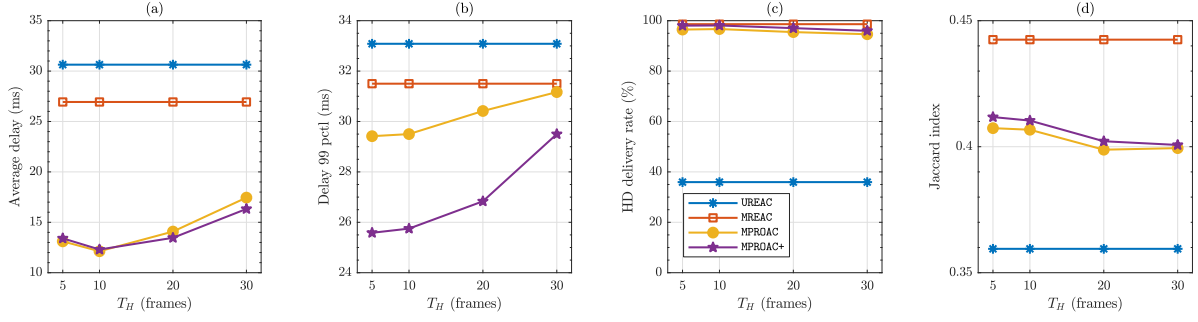 (a)
35
30
25
20
15
10
Average delay (ms)
5 10 20 30
T_H (frames)
(b)
34
32
30
28
26
24
Delay 99 pctl (ms)
5 10 20 30
T_H (frames)
(c)
100
80
60
40
20
0
HD delivery rate (%)
UREAC
MREAC
MPROAC
MPROAC+
5 10 20 30
T_H (frames)
(d)
0.45
0.4
0.35
Jaccard index
5 10 20 30
T_H (frames)